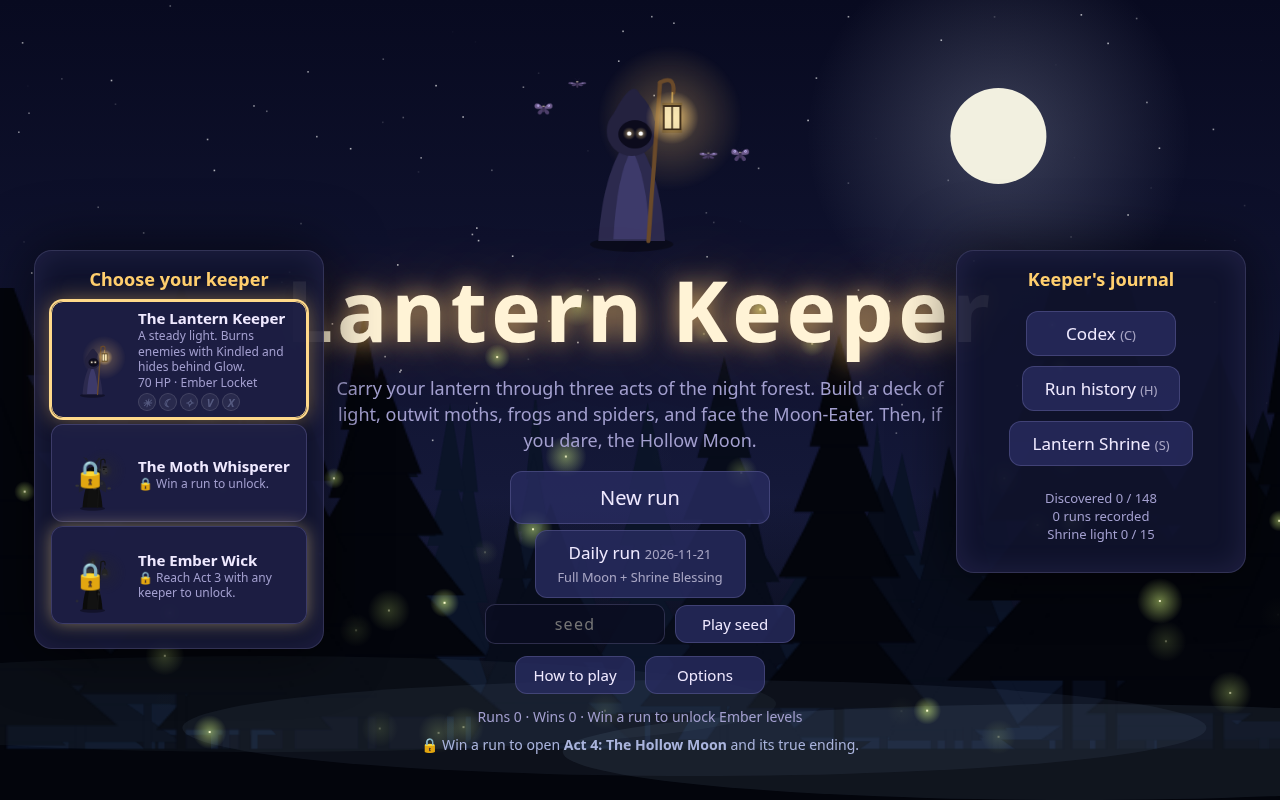 Lantern Keeper
Carry your lantern through three acts of the night forest. Build a deck of
light, outwit moths, frogs and spiders, and face the Moon-Eater. Then, if
you dare, the Hollow Moon.
Choose your keeper
The Lantern Keeper
A steady light. Burns
enemies with Kindled and
hides behind Glow.
70 HP · Ember Locket
☀ ☾ ✧ V X
The Moth Whisperer
🔒 Win a run to unlock.
The Ember Wick
🔒 Reach Act 3 with any
keeper to unlock.
New run
Daily run 2026-11-21
Full Moon + Shrine Blessing
seed
Play seed
How to play
Options
Runs 0 · Wins 0 · Win a run to unlock Ember levels
🔒 Win a run to open Act 4: The Hollow Moon and its true ending.
Keeper's journal
Codex (C)
Run history (H)
Lantern Shrine (S)
Discovered 0 / 148
0 runs recorded
Shrine light 0 / 15